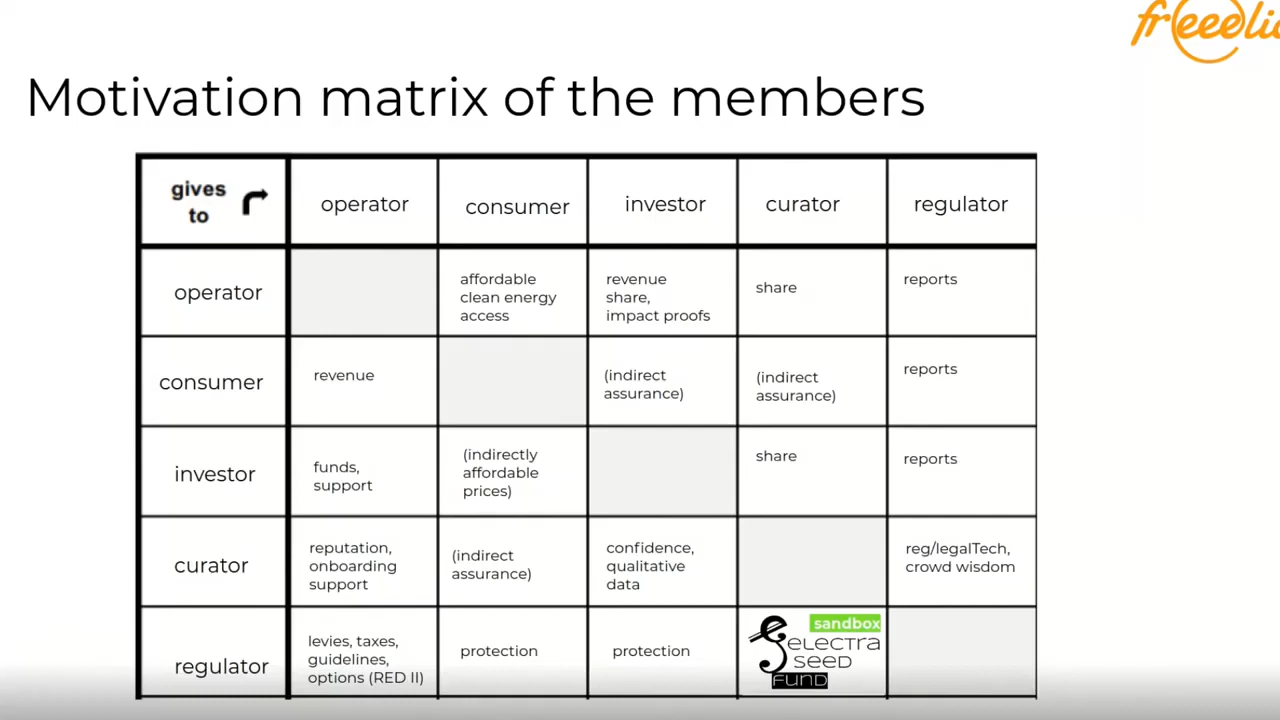 freeelio
Motivation matrix of the members
gives
to
operator
consumer
investor
curator
regulator
operator
affordable
clean energy
access
revenue
share,
impact proofs
share
reports
consumer
revenue
(indirect
assurance)
(indirect
assurance)
reports
investor
funds,
support
(indirectly
affordable
prices)
share
reports
curator
reputation,
onboarding
support
(indirect
assurance)
confidence,
qualitative
data
reg/legalTech,
crowd wisdom
regulator
levies, taxes,
guidelines,
options (RED II)
protection
protection
sandbox
ELECTRA
SEED
FUND